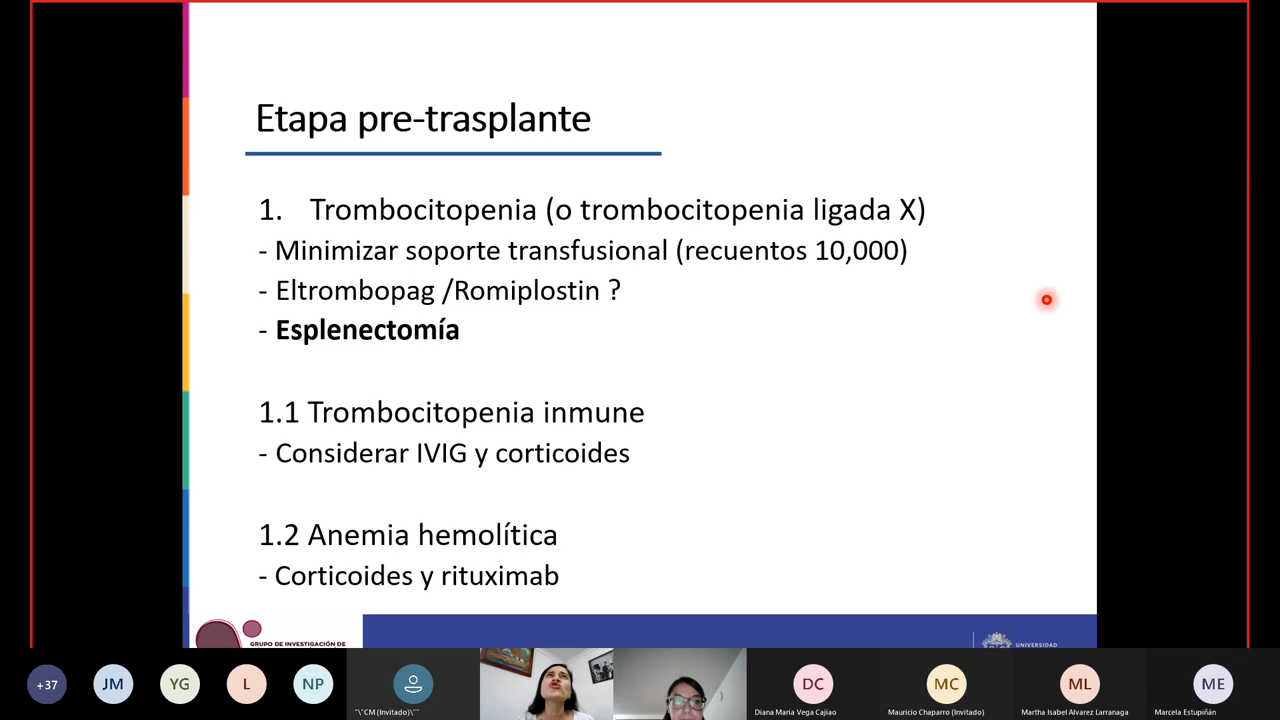 Etapa pre-trasplante
1. Trombocitopenia (o trombocitopenia ligada X)
- Minimizar soporte transfusional (recuentos 10,000)
- Eltrombopag /Romiplostin ?
- Esplenectomía
1.1 Trombocitopenia inmune
- Considerar IVIG y corticoides
1.2 Anemia hemolítica
- Corticoides y rituximab
GRUPO DE INVESTIGACIÓN DE
UNIVERSIDAD
+37
JM
YG
L
NP
"\"CM (Invitado)\""
DC
Diana Maria Vega Cajiao
MC
Mauricio Chaparro (Invitado)
ML
Martha Isabel Alvarez Larranaga
ME
Marcela Estupiñán